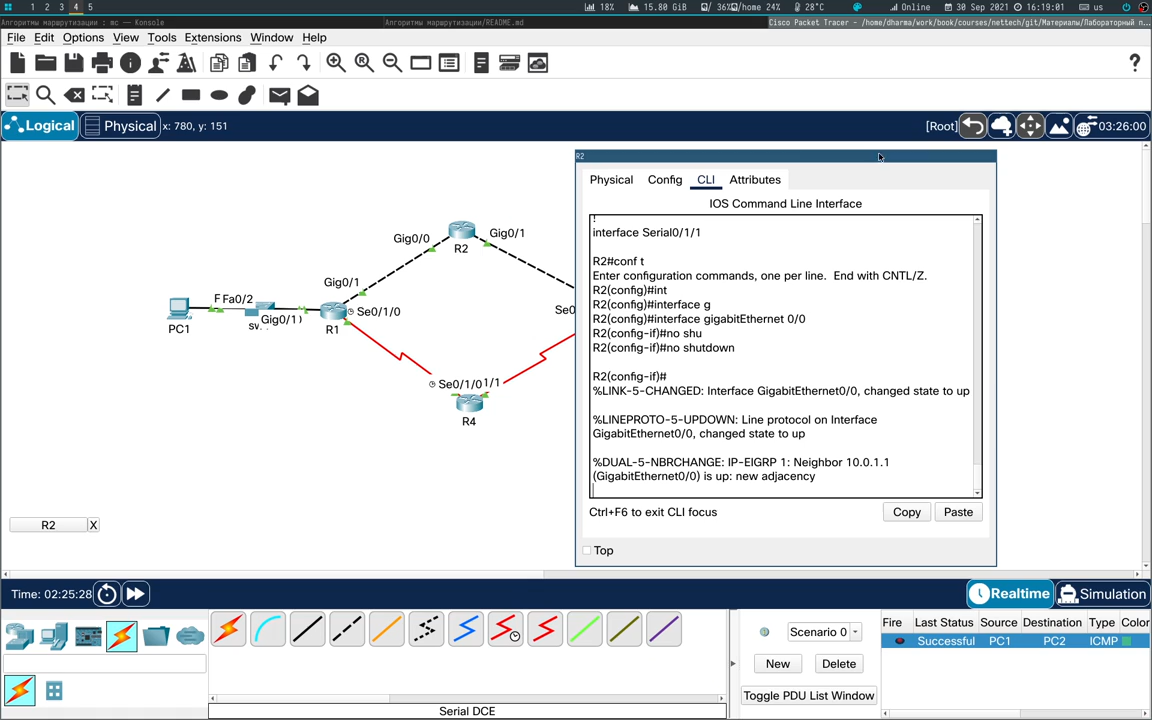 1 2 3 4 5
18% 15.80 GiB 36% home 24% 28°C Online 30 Sep 2021 16:19:01 us
Алгоритмы маршрутизации : mc — Konsole
Алгоритмы маршрутизации/README.md
Cisco Packet Tracer - /home/dharma/work/book/courses/nettech/git/Материалы/Лабораторный п...
File Edit Options View Tools Extensions Window Help
?
Logical Physical x: 780, y: 151
[Root] 03:26:00
R2
Physical Config CLI Attributes
IOS Command Line Interface
!
interface Serial0/1/1
R2#conf t
Enter configuration commands, one per line. End with CNTL/Z.
R2(config)#int
R2(config)#interface g
R2(config)#interface gigabitEthernet 0/0
R2(config-if)#no shu
R2(config-if)#no shutdown
R2(config-if)#
%LINK-5-CHANGED: Interface GigabitEthernet0/0, changed state to up
%LINEPROTO-5-UPDOWN: Line protocol on Interface
GigabitEthernet0/0, changed state to up
%DUAL-5-NBRCHANGE: IP-EIGRP 1: Neighbor 10.0.1.1
(GigabitEthernet0/0) is up: new adjacency
Ctrl+F6 to exit CLI focus
Copy Paste
Top
Gig0/0
Gig0/1
R2
Gig0/1
Fa0/2
Gig0/1
Se0/1/0
Se0
PC1
R1
Se0/1/0
1/1
R4
R2 X
Time: 02:25:28
Realtime Simulation
Scenario 0
New Delete
Toggle PDU List Window
Fire Last Status Source Destination Type Color
Successful PC1 PC2 ICMP
Serial DCE